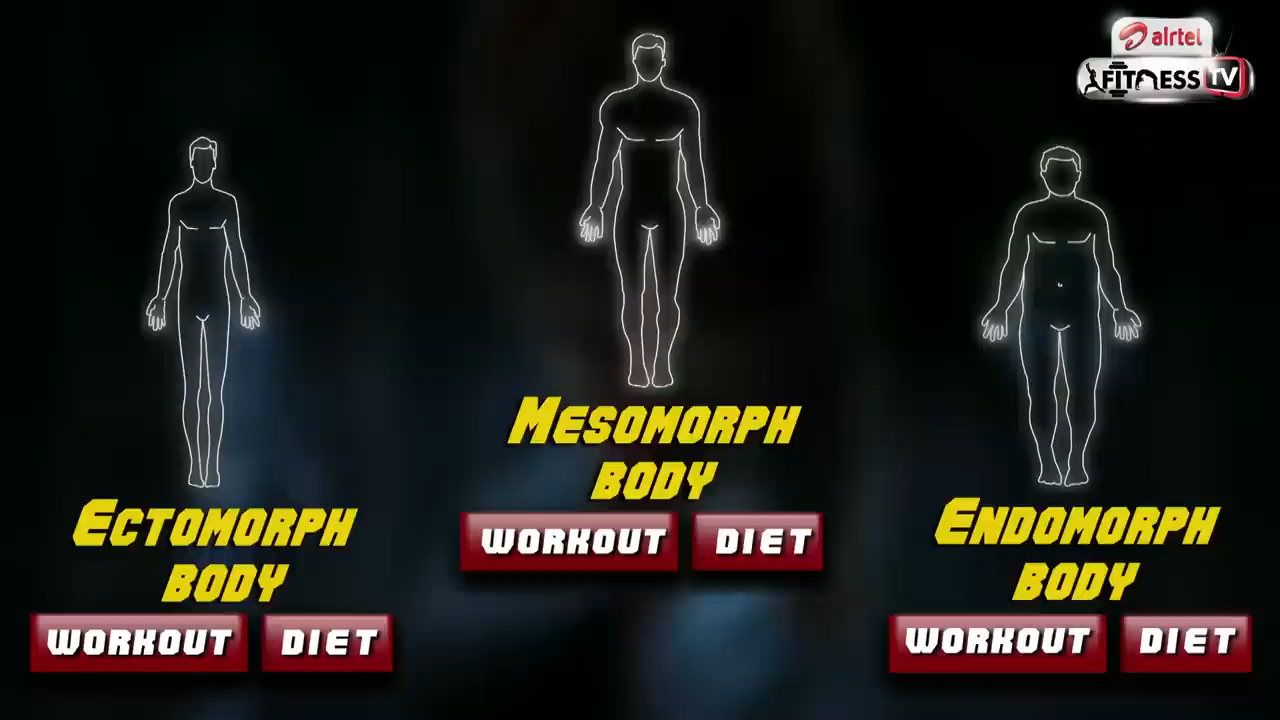 airtel
FITNESS TV
MESOMORPH
BODY
WORKOUT DIET
ECTOMORPH
BODY
WORKOUT DIET
ENDOMORPH
BODY
WORKOUT DIET